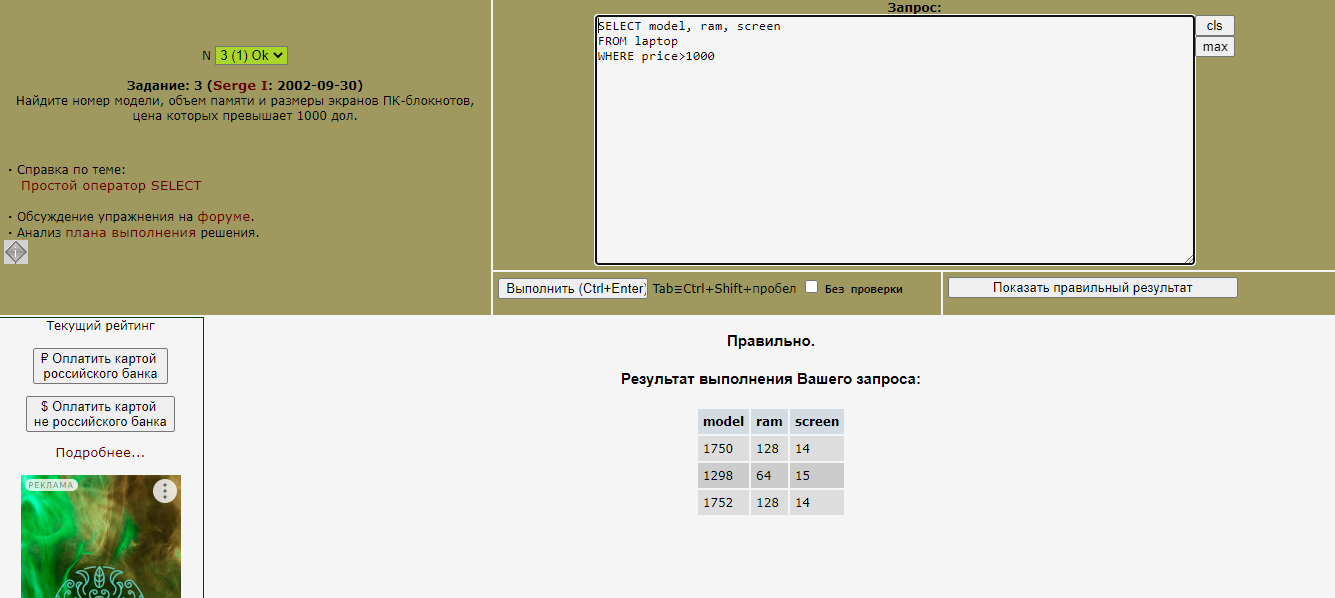 N 3 (1) Ok
Задание: 3 (Serge I: 2002-09-30)
Найдите номер модели, объем памяти и размеры экранов ПК-блокнотов,
цена которых превышает 1000 дол.
· Справка по теме:
Простой оператор SELECT
· Обсуждение упражнения на форуме.
· Анализ плана выполнения решения.
Запрос:
SELECT model, ram, screen
FROM laptop
WHERE price>1000
cls
max
Выполнить (Ctrl+Enter) Tab≡Ctrl+Shift+пробел Без проверки
Показать правильный результат
Текущий рейтинг
₽ Оплатить картой
российского банка
$ Оплатить картой
не российского банка
Подробнее...
РЕКЛАМА
Правильно.
Результат выполнения Вашего запроса:
model ram screen
1750 128 14
1298 64 15
1752 128 14